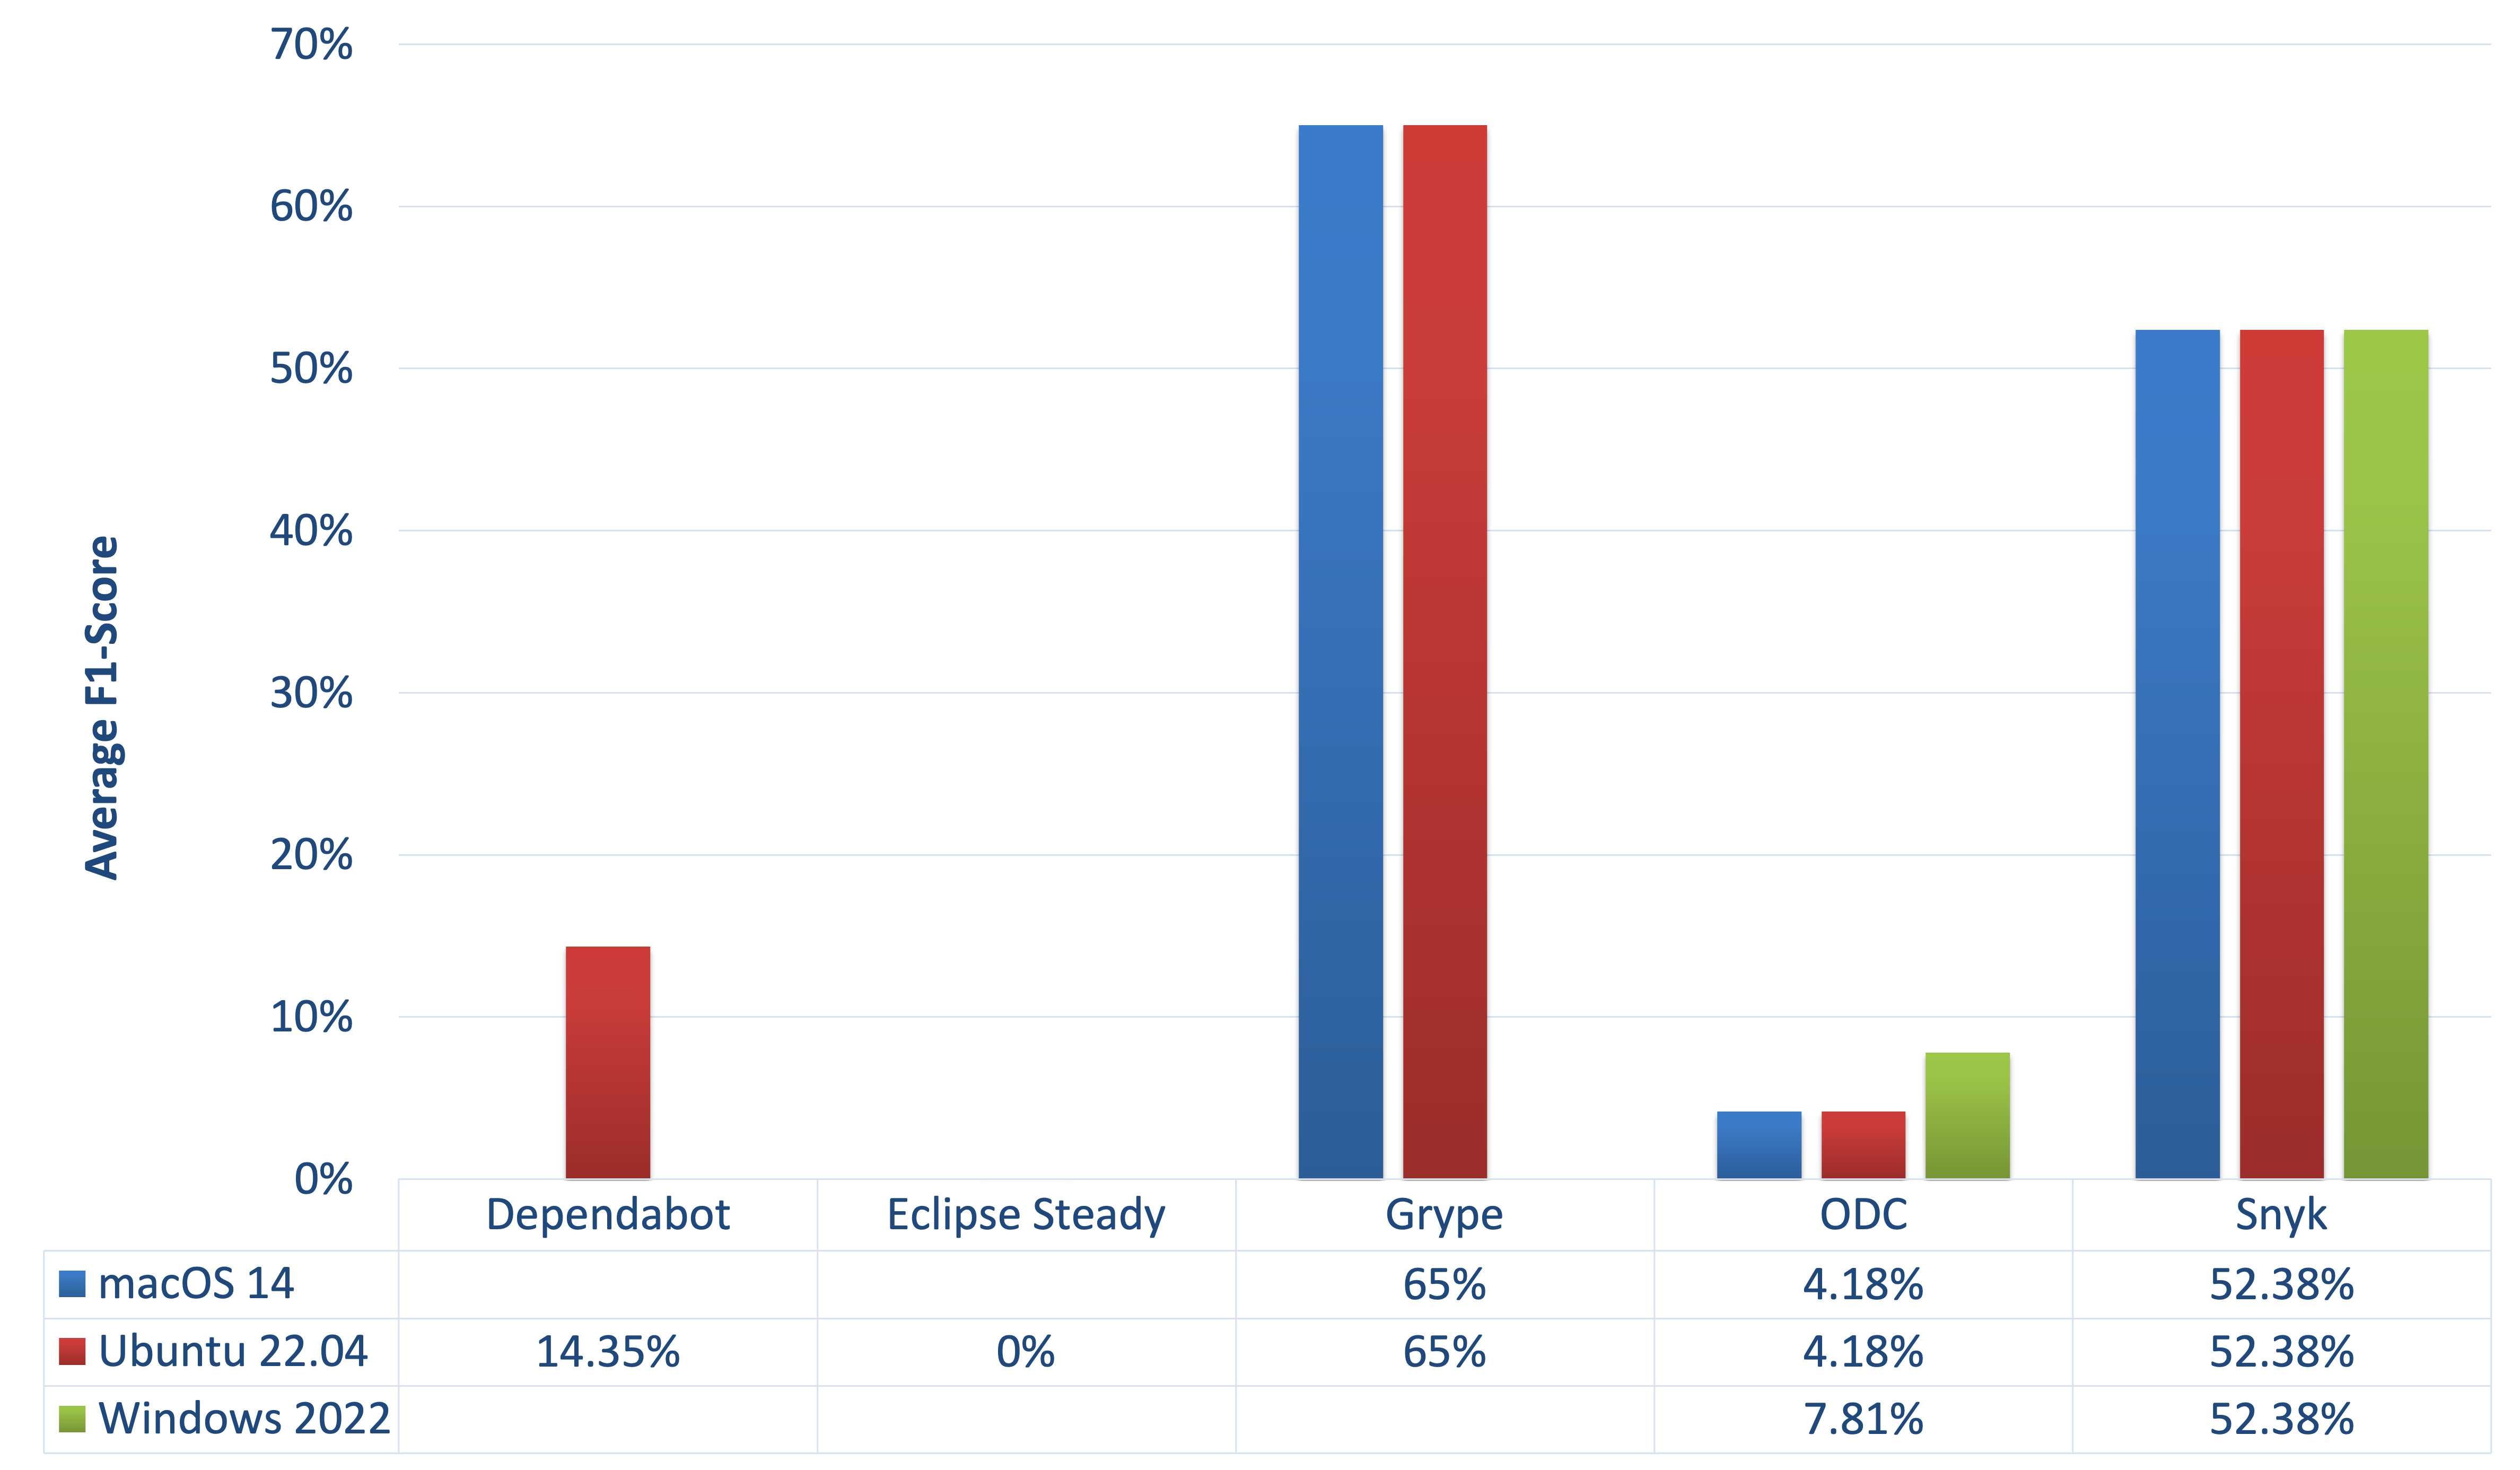 70%
60%
50%
40%
30%
20%
10%
0%
Average F1-Score
Dependabot Eclipse Steady Grype ODC Snyk
macOS 14 65% 4.18% 52.38%
Ubuntu 22.04 14.35% 0% 65% 4.18% 52.38%
Windows 2022 7.81% 52.38%